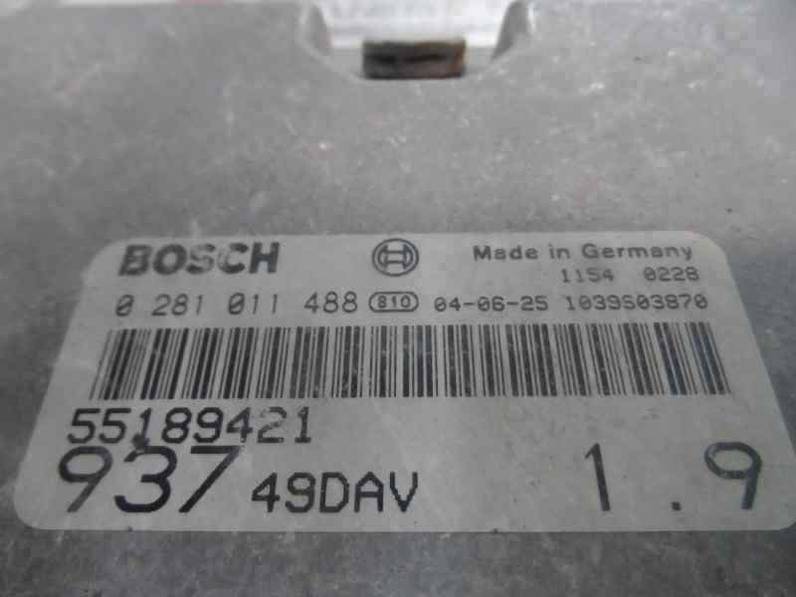 BOSCH Made in Germany
1154 0228
0 281 011 488 810 04-06-25 1039S03870
55189421
937 49DAV 1.9